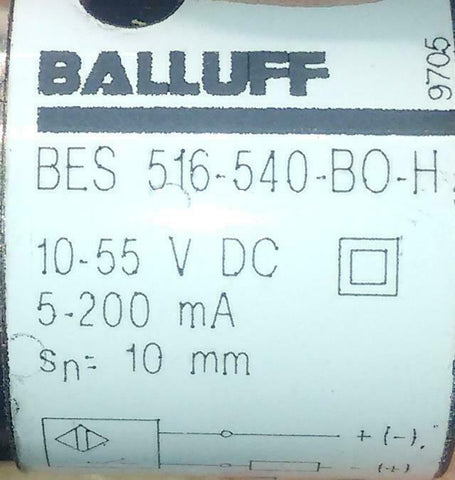 BALLUFF
9705
BES 516-540-BO-H
10-55 V DC
5-200 mA
sn= 10 mm
+ (-)
- (+)